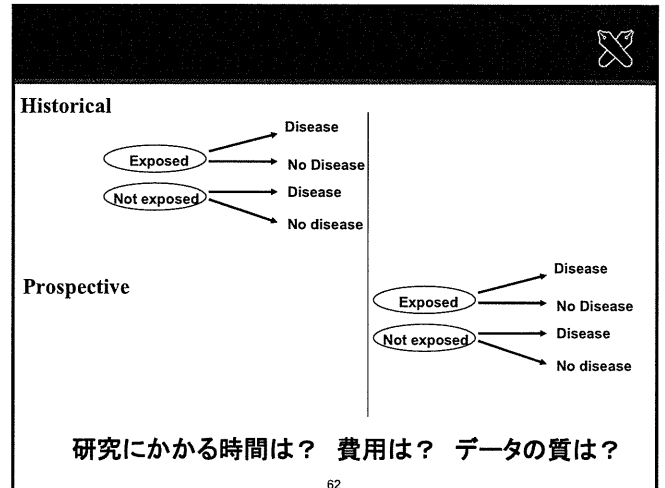 Historical
Disease
Exposed
No Disease
Not exposed
Disease
No disease
Prospective
Disease
Exposed
No Disease
Not exposed
Disease
No disease
研究にかかる時間は？ 費用は？ データの質は？
62